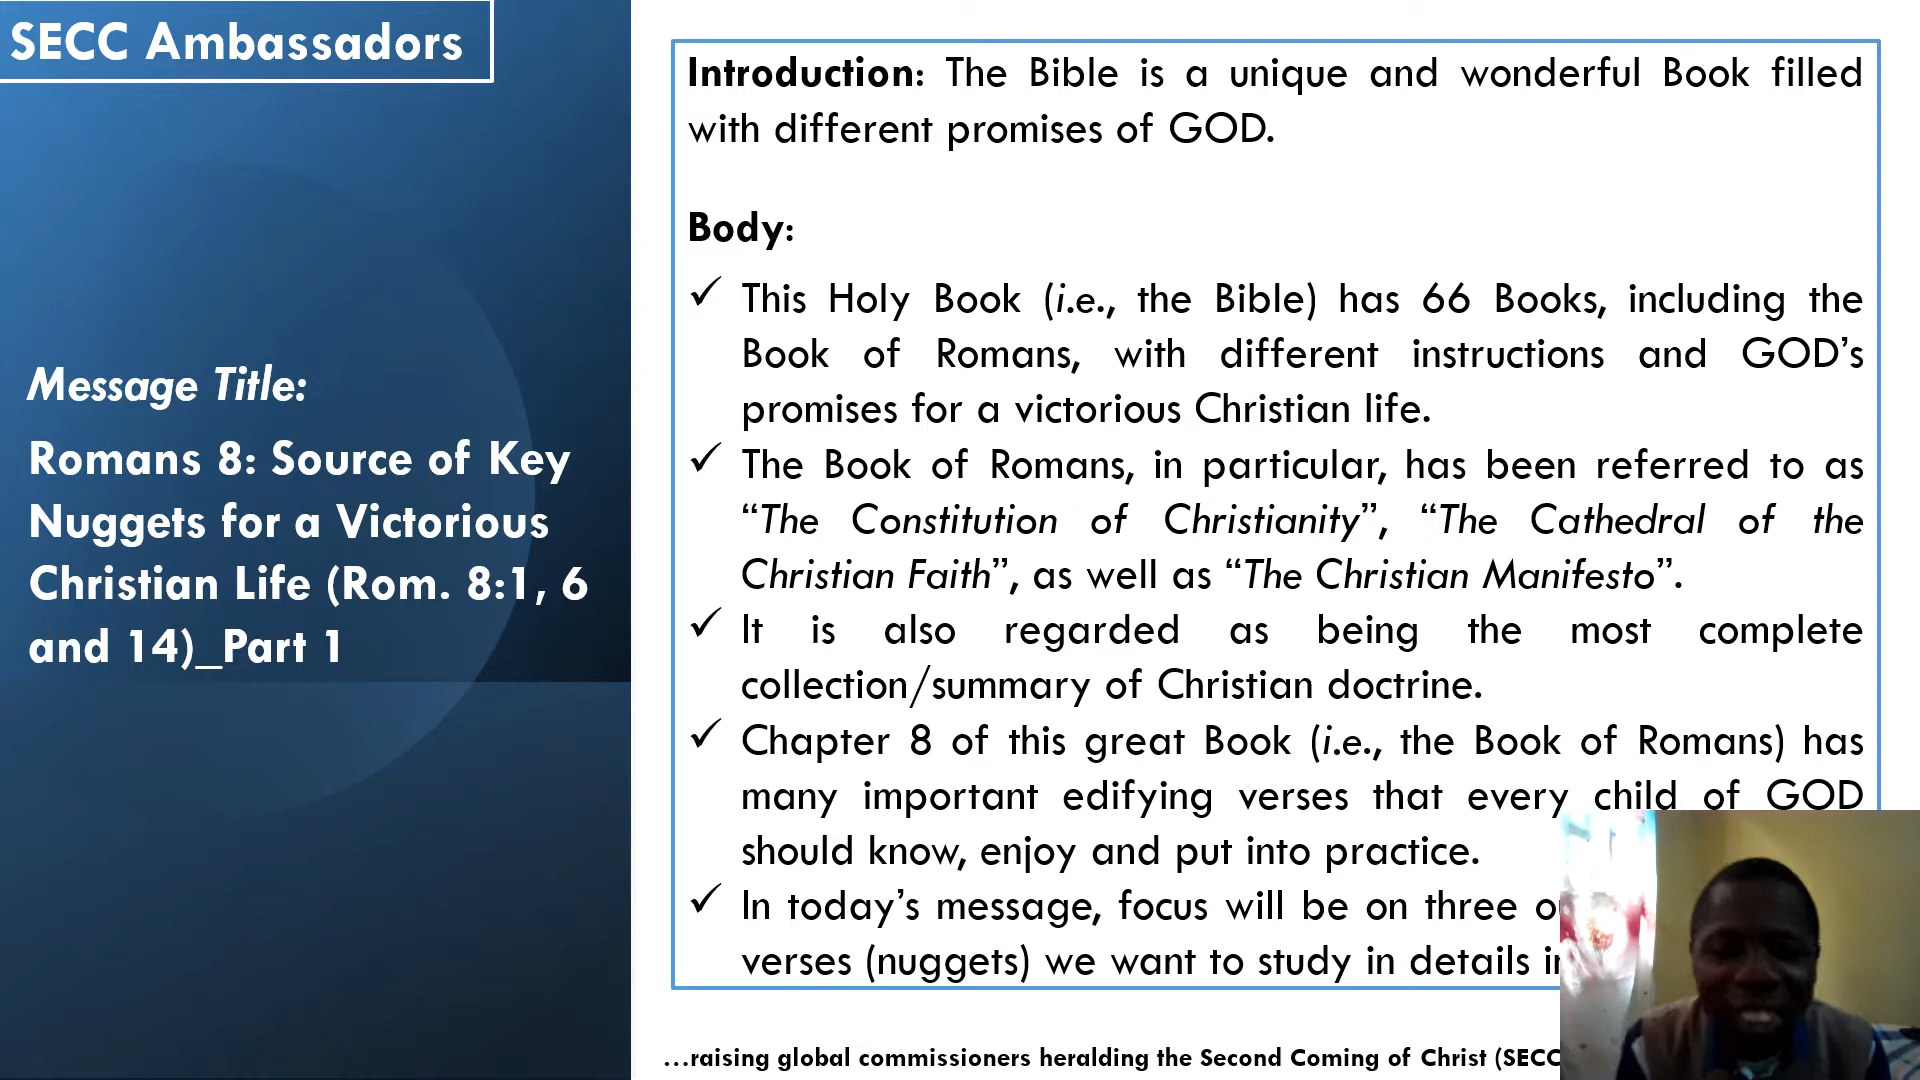 SECC Ambassadors
Message Title:
Romans 8: Source of Key
Nuggets for a Victorious
Christian Life (Rom. 8:1, 6
and 14)_Part 1
Introduction: The Bible is a unique and wonderful Book filled
with different promises of GOD.
Body:
✓ This Holy Book (i.e., the Bible) has 66 Books, including the
Book of Romans, with different instructions and GOD’s
promises for a victorious Christian life.
✓ The Book of Romans, in particular, has been referred to as
“The Constitution of Christianity”, “The Cathedral of the
Christian Faith”, as well as “The Christian Manifesto”.
✓ It is also regarded as being the most complete
collection/summary of Christian doctrine.
✓ Chapter 8 of this great Book (i.e., the Book of Romans) has
many important edifying verses that every child of GOD
should know, enjoy and put into practice.
✓ In today’s message, focus will be on three
verses (nuggets) we want to study in details
...raising global commissioners heralding the Second Coming of Christ (SECC